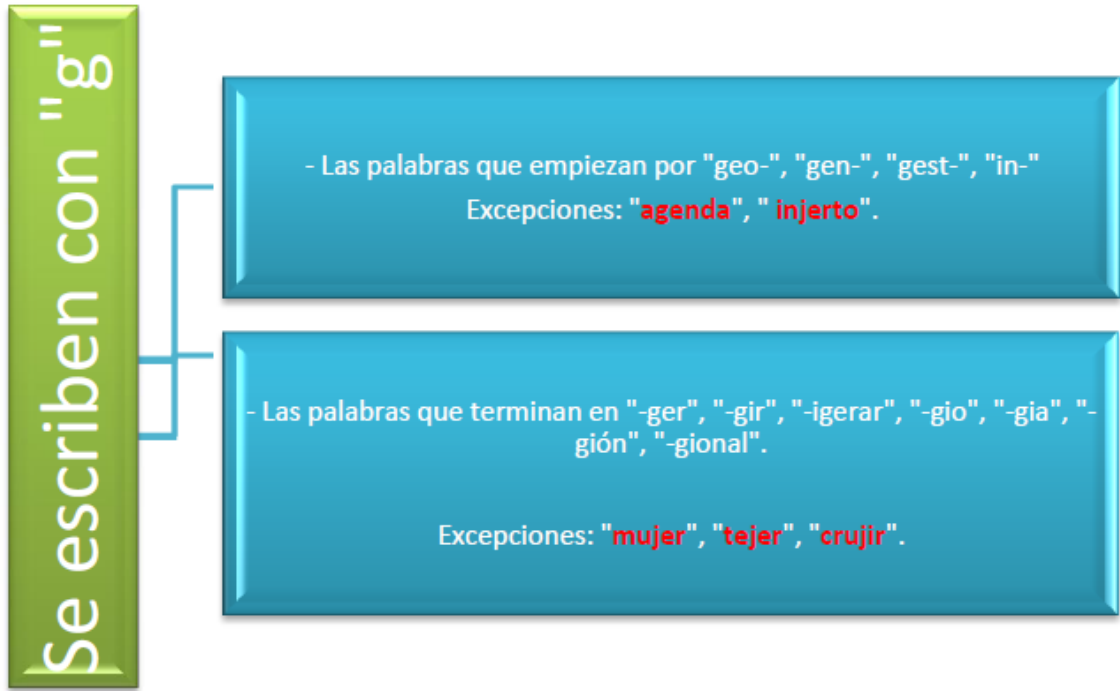 Se escriben con "g"
- Las palabras que empiezan por "geo-", "gen-", "gest-", "in-"
Excepciones: "agenda", " injerto".
- Las palabras que terminan en "-ger", "-gir", "-igerar", "-gio", "-gia", "-
gión", "-gional".
Excepciones: "mujer", "tejer", "crujir".